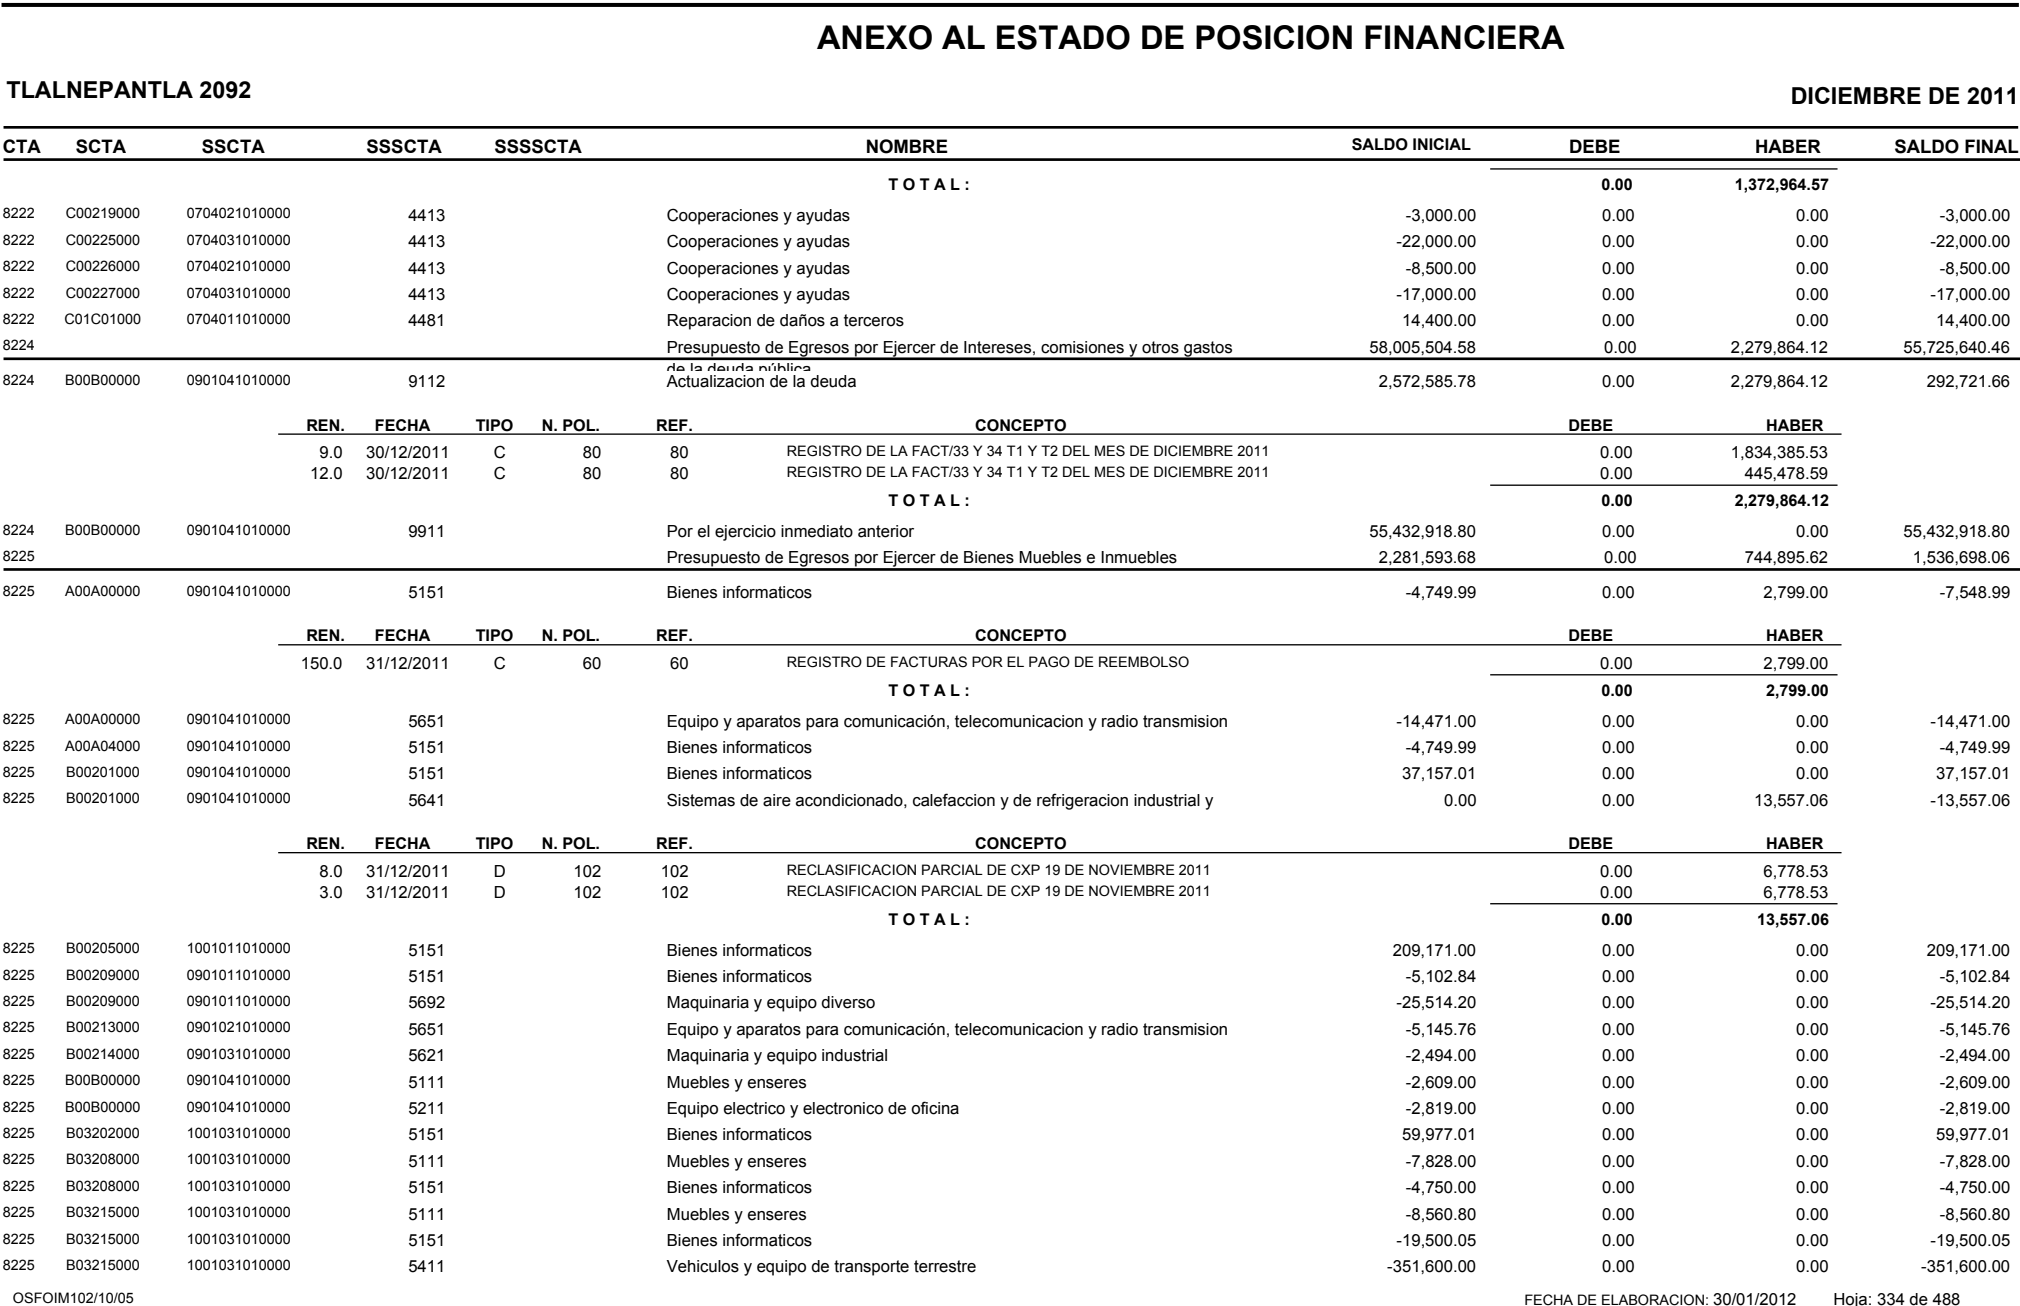 ANEXO AL ESTADO DE POSICION FINANCIERA
TLALNEPANTLA 2092
DICIEMBRE DE 2011
CTA SCTA SSCTA SSSCTA SSSSCTA NOMBRE SALDO INICIAL DEBE HABER SALDO FINAL
T O T A L : 0.00 1,372,964.57
8222 C00219000 0704021010000 4413 Cooperaciones y ayudas -3,000.00 0.00 0.00 -3,000.00
8222 C00225000 0704031010000 4413 Cooperaciones y ayudas -22,000.00 0.00 0.00 -22,000.00
8222 C00226000 0704021010000 4413 Cooperaciones y ayudas -8,500.00 0.00 0.00 -8,500.00
8222 C00227000 0704031010000 4413 Cooperaciones y ayudas -17,000.00 0.00 0.00 -17,000.00
8222 C01C01000 0704011010000 4481 Reparacion de daños a terceros 14,400.00 0.00 0.00 14,400.00
8224 Presupuesto de Egresos por Ejercer de Intereses, comisiones y otros gastos 58,005,504.58 0.00 2,279,864.12 55,725,640.46
de la deuda pública
8224 B00B00000 0901041010000 9112 Actualizacion de la deuda 2,572,585.78 0.00 2,279,864.12 292,721.66
REN. FECHA TIPO N. POL. REF. CONCEPTO DEBE HABER
9.0 30/12/2011 C 80 80 REGISTRO DE LA FACT/33 Y 34 T1 Y T2 DEL MES DE DICIEMBRE 2011 0.00 1,834,385.53
12.0 30/12/2011 C 80 80 REGISTRO DE LA FACT/33 Y 34 T1 Y T2 DEL MES DE DICIEMBRE 2011 0.00 445,478.59
T O T A L : 0.00 2,279,864.12
8224 B00B00000 0901041010000 9911 Por el ejercicio inmediato anterior 55,432,918.80 0.00 0.00 55,432,918.80
8225 Presupuesto de Egresos por Ejercer de Bienes Muebles e Inmuebles 2,281,593.68 0.00 744,895.62 1,536,698.06
8225 A00A00000 0901041010000 5151 Bienes informaticos -4,749.99 0.00 2,799.00 -7,548.99
REN. FECHA TIPO N. POL. REF. CONCEPTO DEBE HABER
150.0 31/12/2011 C 60 60 REGISTRO DE FACTURAS POR EL PAGO DE REEMBOLSO 0.00 2,799.00
T O T A L : 0.00 2,799.00
8225 A00A00000 0901041010000 5651 Equipo y aparatos para comunicación, telecomunicacion y radio transmision -14,471.00 0.00 0.00 -14,471.00
8225 A00A04000 0901041010000 5151 Bienes informaticos -4,749.99 0.00 0.00 -4,749.99
8225 B00201000 0901041010000 5151 Bienes informaticos 37,157.01 0.00 0.00 37,157.01
8225 B00201000 0901041010000 5641 Sistemas de aire acondicionado, calefaccion y de refrigeracion industrial y 0.00 0.00 13,557.06 -13,557.06
REN. FECHA TIPO N. POL. REF. CONCEPTO DEBE HABER
8.0 31/12/2011 D 102 102 RECLASIFICACION PARCIAL DE CXP 19 DE NOVIEMBRE 2011 0.00 6,778.53
3.0 31/12/2011 D 102 102 RECLASIFICACION PARCIAL DE CXP 19 DE NOVIEMBRE 2011 0.00 6,778.53
T O T A L : 0.00 13,557.06
8225 B00205000 1001011010000 5151 Bienes informaticos 209,171.00 0.00 0.00 209,171.00
8225 B00209000 0901011010000 5151 Bienes informaticos -5,102.84 0.00 0.00 -5,102.84
8225 B00209000 0901011010000 5692 Maquinaria y equipo diverso -25,514.20 0.00 0.00 -25,514.20
8225 B00213000 0901021010000 5651 Equipo y aparatos para comunicación, telecomunicacion y radio transmision -5,145.76 0.00 0.00 -5,145.76
8225 B00214000 0901031010000 5621 Maquinaria y equipo industrial -2,494.00 0.00 0.00 -2,494.00
8225 B00B00000 0901041010000 5111 Muebles y enseres -2,609.00 0.00 0.00 -2,609.00
8225 B00B00000 0901041010000 5211 Equipo electrico y electronico de oficina -2,819.00 0.00 0.00 -2,819.00
8225 B03202000 1001031010000 5151 Bienes informaticos 59,977.01 0.00 0.00 59,977.01
8225 B03208000 1001031010000 5111 Muebles y enseres -7,828.00 0.00 0.00 -7,828.00
8225 B03208000 1001031010000 5151 Bienes informaticos -4,750.00 0.00 0.00 -4,750.00
8225 B03215000 1001031010000 5111 Muebles y enseres -8,560.80 0.00 0.00 -8,560.80
8225 B03215000 1001031010000 5151 Bienes informaticos -19,500.05 0.00 0.00 -19,500.05
8225 B03215000 1001031010000 5411 Vehiculos y equipo de transporte terrestre -351,600.00 0.00 0.00 -351,600.00
OSFOIM102/10/05 FECHA DE ELABORACION: 30/01/2012 Hoja: 334 de 488